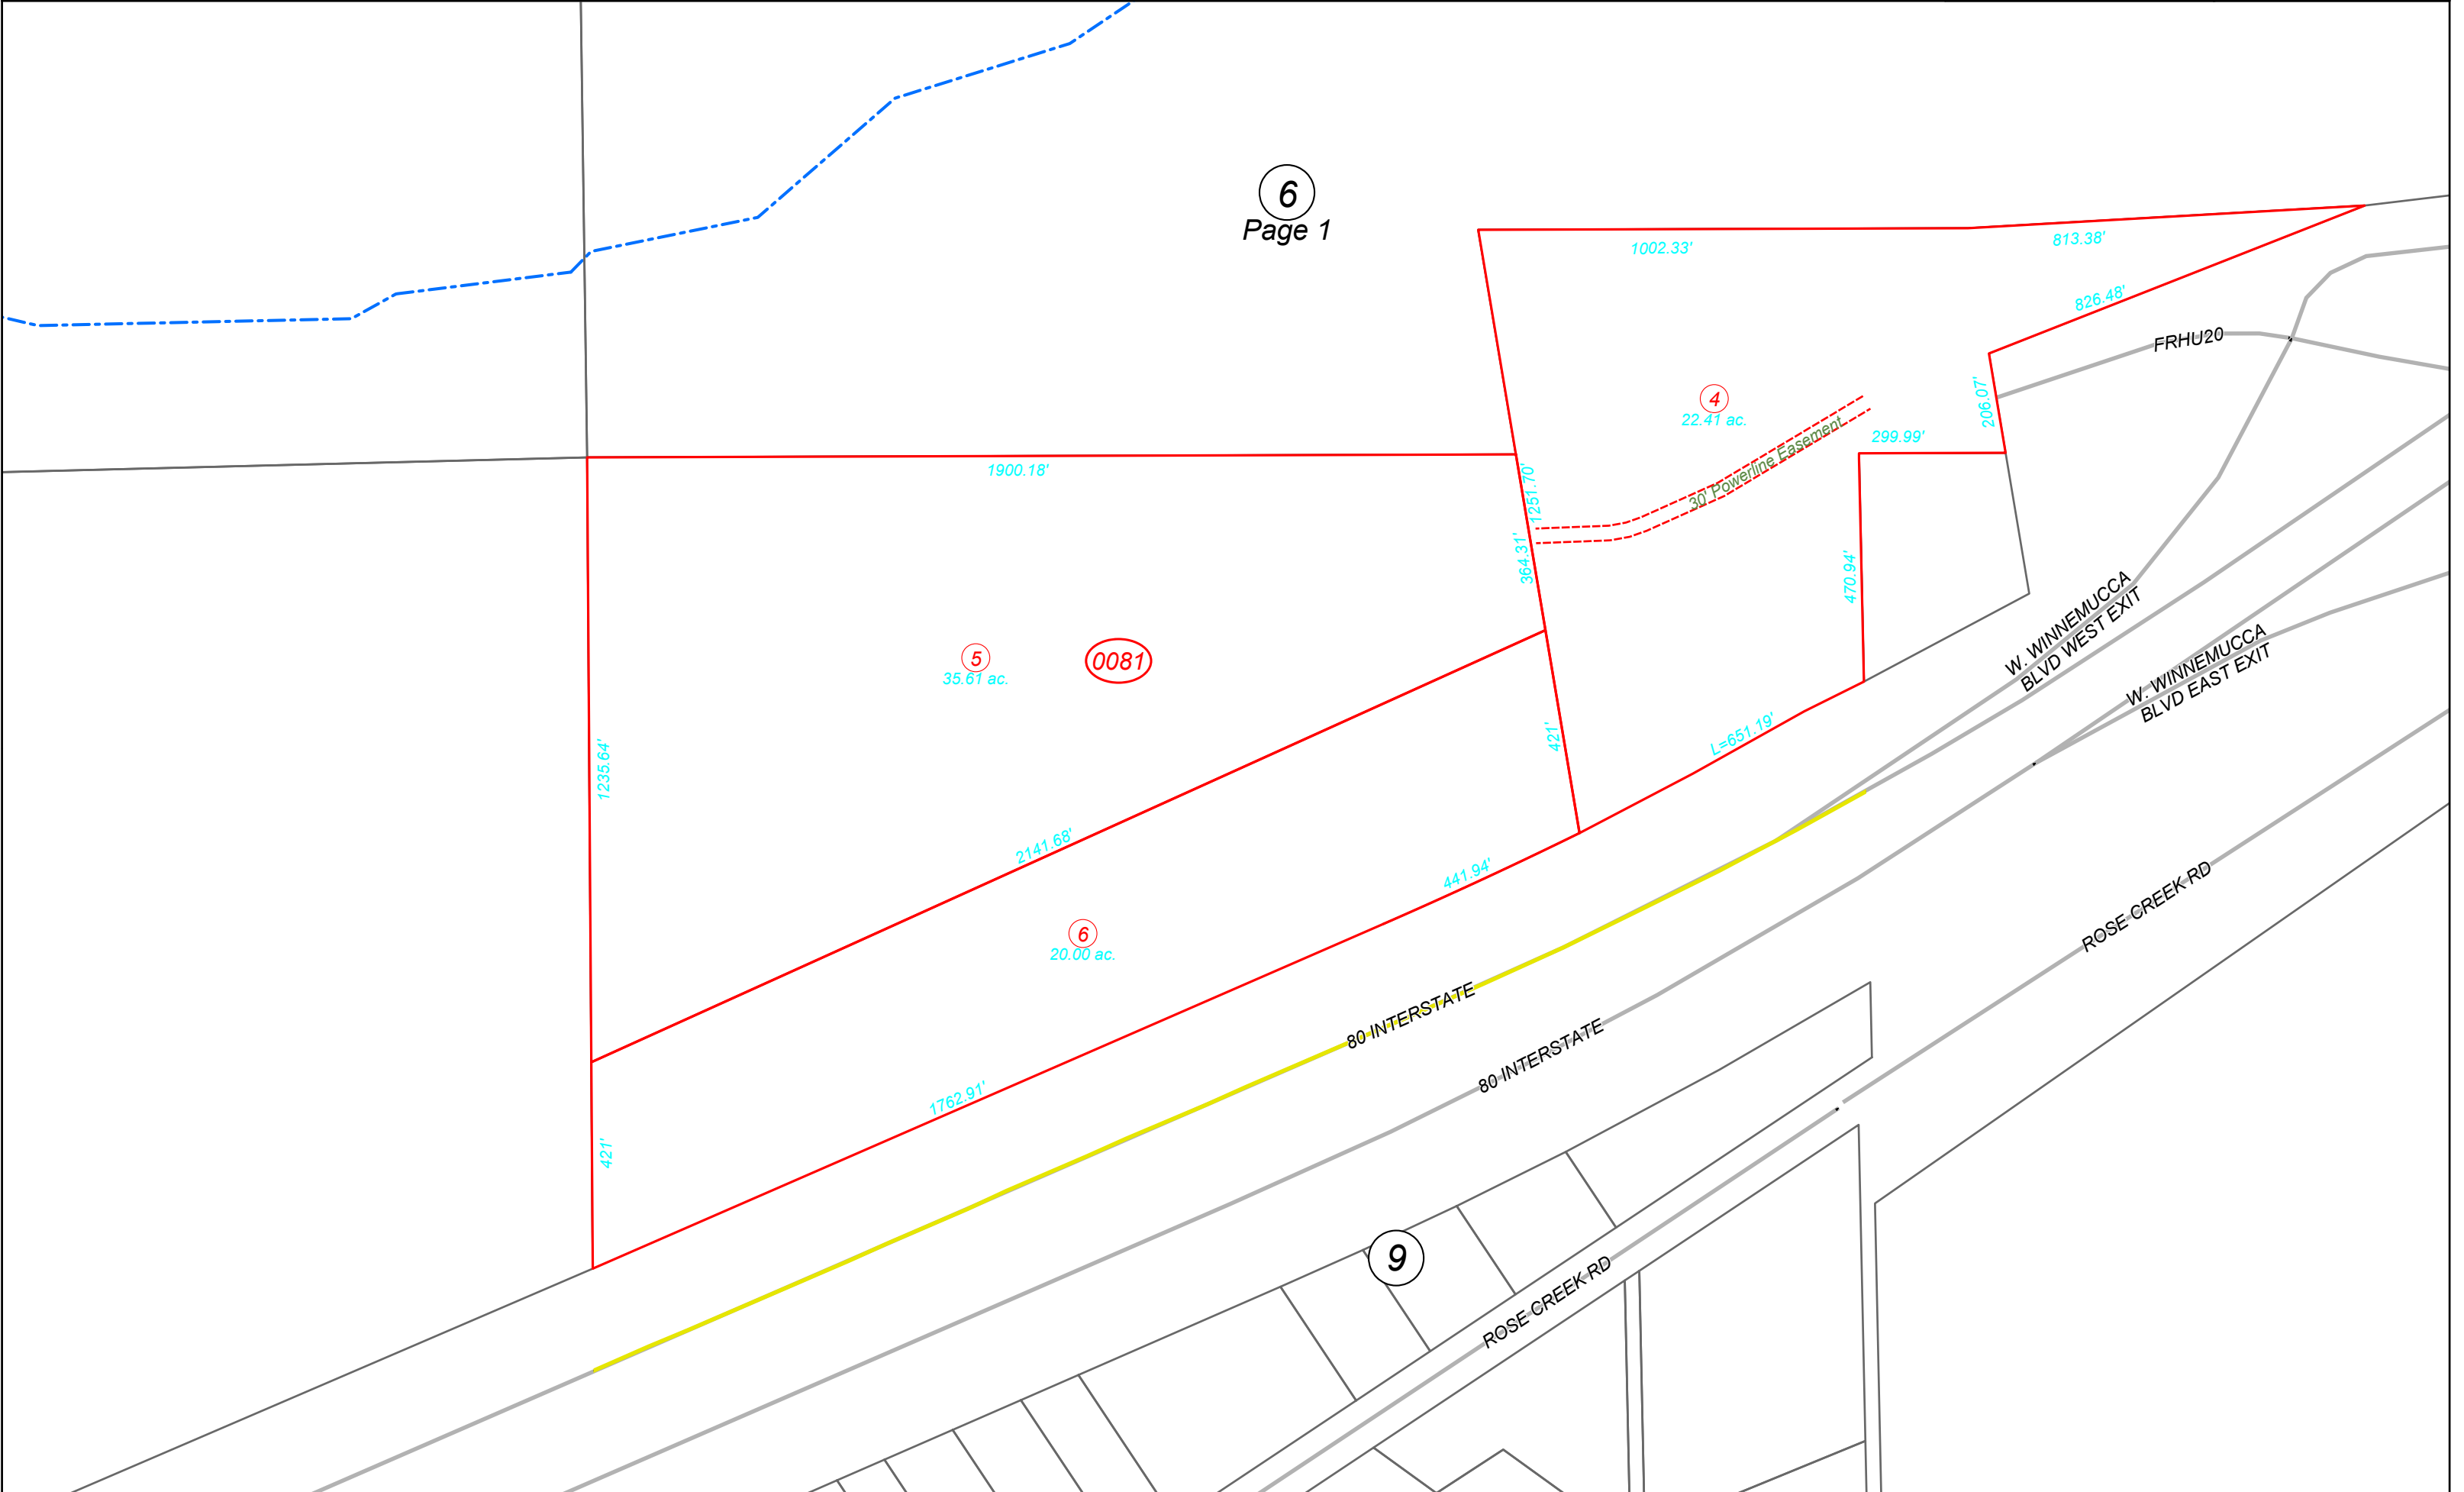 6
Page 1
1002.33'
813.38'
826.48'
FRHU20
4
22.41 ac.
206.07'
299.99'
30' Powerline Easement
1900.18'
1251.70'
364.31'
470.94'
W. WINNEMUCCA
BLVD WEST EXIT
W. WINNEMUCCA
BLVD EAST EXIT
5
35.61 ac.
0081
421'
L=651.19'
1235.64'
2141.68'
441.94'
ROSE CREEK RD
6
20.00 ac.
80 INTERSTATE
80 INTERSTATE
1762.91'
421'
9
ROSE CREEK RD